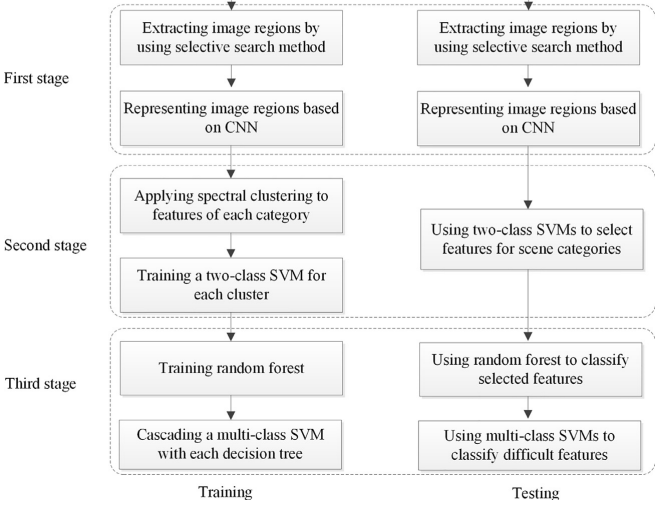 First stage
Extracting image regions by
using selective search method
Representing image regions based
on CNN
Extracting image regions by
using selective search method
Representing image regions based
on CNN
Second stage
Applying spectral clustering to
features of each category
Training a two-class SVM for
each cluster
Using two-class SVMs to select
features for scene categories
Third stage
Training random forest
Cascading a multi-class SVM
with each decision tree
Using random forest to classify
selected features
Using multi-class SVMs to
classify difficult features
Training
Testing